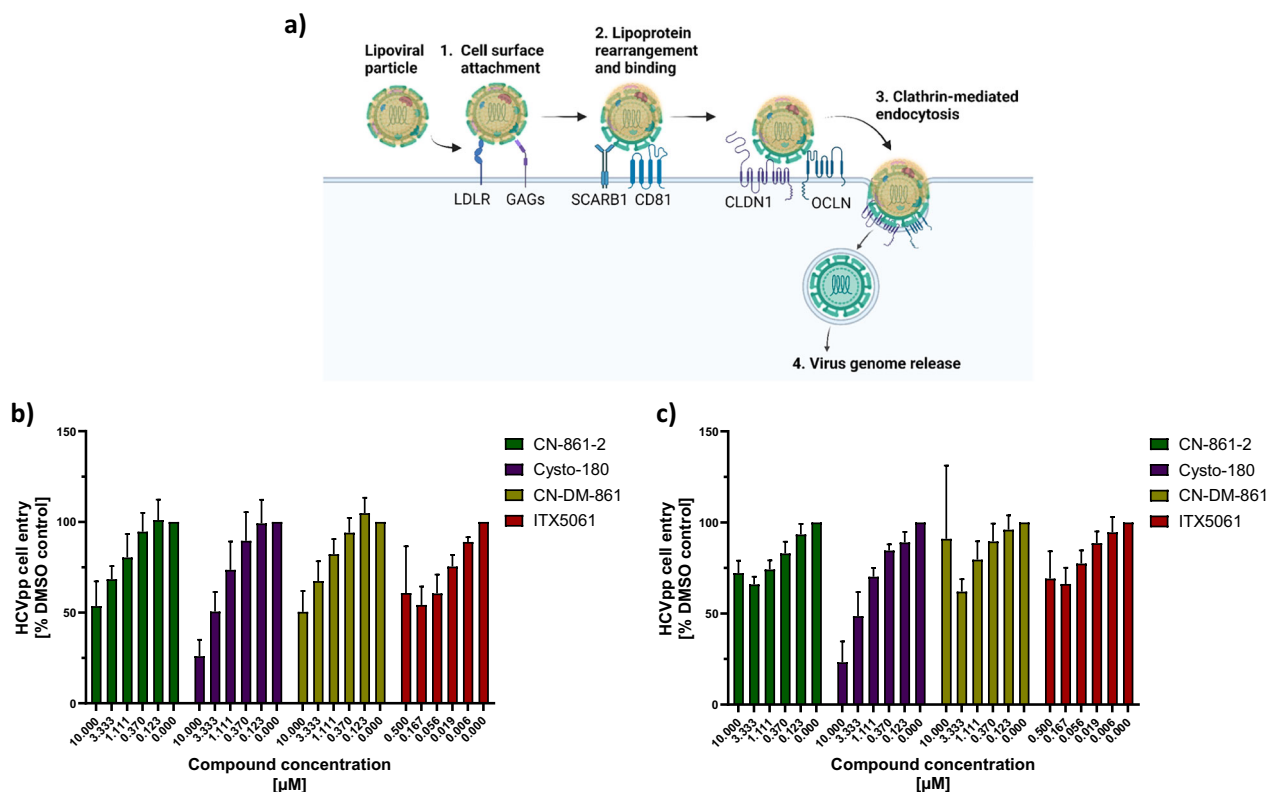 a)
Lipoviral
particle
1. Cell surface
attachment
2. Lipoprotein
rearrangement
and binding
3. Clathrin-mediated
endocytosis
LDLR
GAGs
SCARB1
CD81
CLDN1
OCLN
4. Virus genome release
b)
HCVpp cell entry
[% DMSO control]
150
100
50
0
10.000
3.333
1.111
0.370
0.123
0.000
10.000
3.333
1.111
0.370
0.123
0.000
10.000
3.333
1.111
0.370
0.123
0.000
0.500
0.167
0.056
0.019
0.006
0.000
Compound concentration
[µM]
CN-861-2
Cysto-180
CN-DM-861
ITX5061
c)
HCVpp cell entry
[% DMSO control]
150
100
50
0
10.000
3.333
1.111
0.370
0.123
0.000
10.000
3.333
1.111
0.370
0.123
0.000
10.000
3.333
1.111
0.370
0.123
0.000
0.500
0.167
0.056
0.019
0.006
0.000
Compound concentration
[µM]
CN-861-2
Cysto-180
CN-DM-861
ITX5061